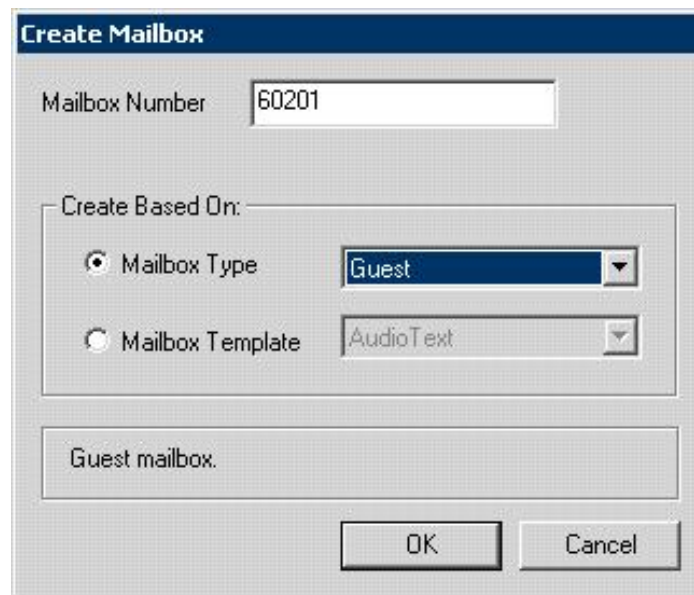 Create Mailbox
Mailbox Number 60201
Create Based On:
Mailbox Type Guest
Mailbox Template AudioText
Guest mailbox.
OK Cancel